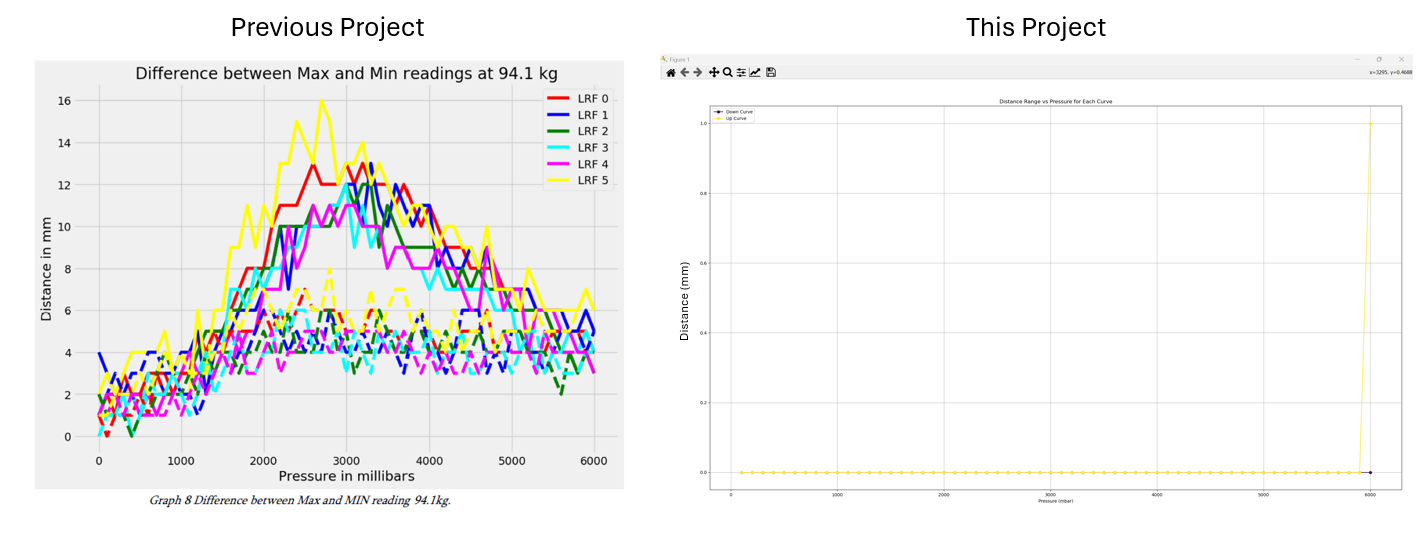 Previous Project
This Project
Difference between Max and Min readings at 94.1 kg
LRF 0
LRF 1
LRF 2
LRF 3
LRF 4
LRF 5
Distance in mm
16
14
12
10
8
6
4
2
0
0 1000 2000 3000 4000 5000 6000
Pressure in millibars
Graph 8 Difference between Max and MIN reading 94.1kg.
Figure 1
x=3295, y=0.4688
Distance Range vs Pressure for Each Curve
Down Curve
Up Curve
Distance (mm)
1.0
0.8
0.6
0.4
0.2
0.0
0 1000 2000 3000 4000 5000 6000
Pressure (mbar)